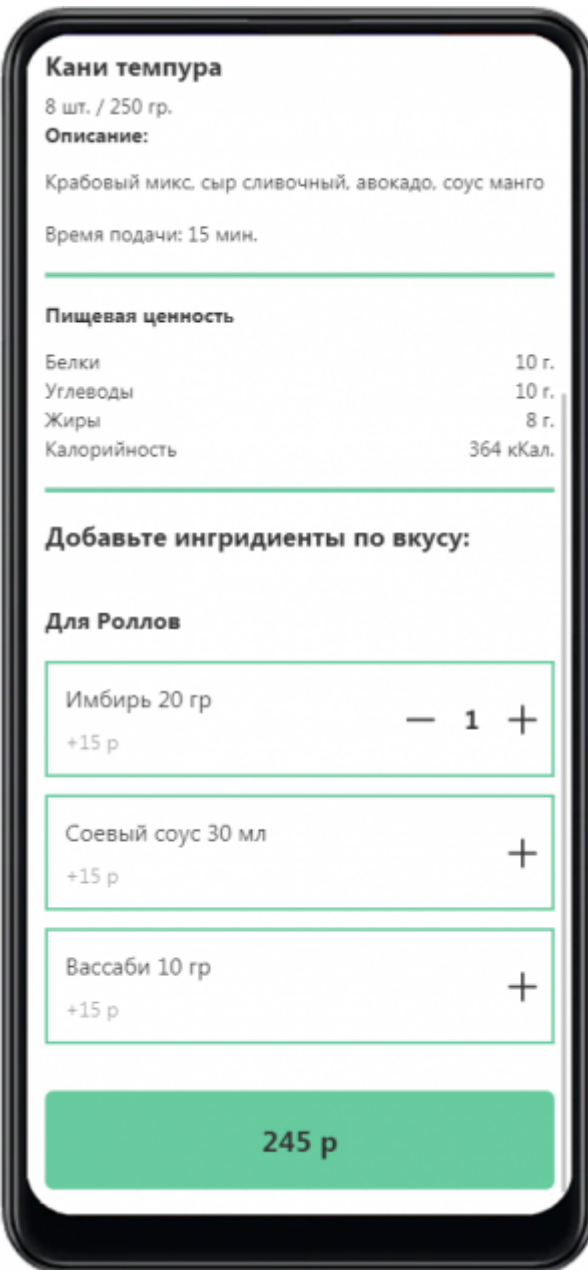 Кани темпура
8 шт. / 250 гр.
Описание:
Крабовый микс, сыр сливочный, авокадо, соус манго
Время подачи: 15 мин.
Пищевая ценность
Белки 10 г.
Углеводы 10 г.
Жиры 8 г.
Калорийность 364 кКал.
Добавьте ингридиенты по вкусу:
Для Роллов
Имбирь 20 гр
+15 р
— 1 +
Соевый соус 30 мл
+15 р
+
Вассаби 10 гр
+15 р
+
245 р